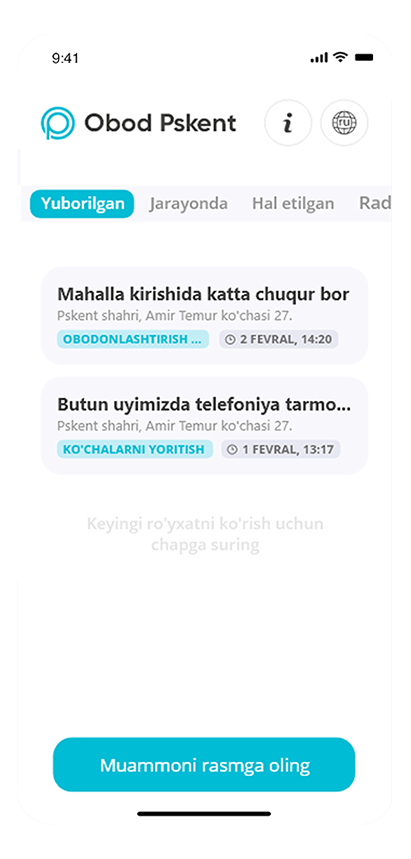 9:41
Obod Pskent
i
ru
Yuborilgan Jarayonda Hal etilgan Rad
Mahalla kirishida katta chuqur bor
Pskent shahri, Amir Temur ko'chasi 27.
OBODONLASHTIRISH ... 2 FEVRAL, 14:20
Butun uyimizda telefoniya tarmo...
Pskent shahri, Amir Temur ko'chasi 27.
KO'CHALARNI YORITISH 1 FEVRAL, 13:17
Keyingi ro'yxatni ko'rish uchun
chapga suring
Muammoni rasmga oling